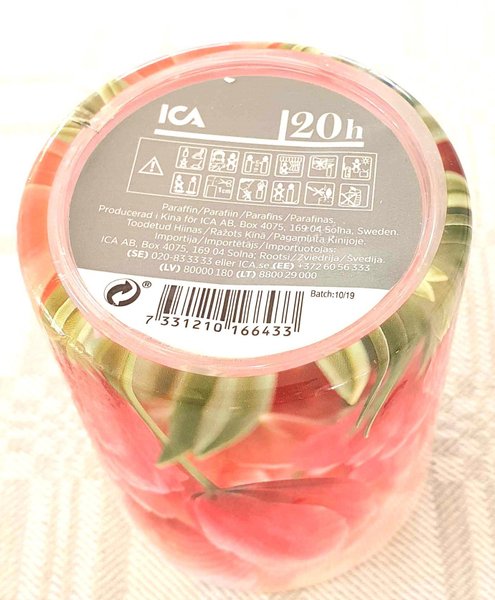 ICA
20h
1cm
Paraffin/Parafiin/Parafins/Parafinas.
Producerad i Kina för ICA AB, Box 4075, 169 04 Solna, Sweden.
Toodetud Hiinas/Ražots Ķīnā/Pagaminta Kinijoje.
Importija/Importētājs/Importuotojas:
ICA AB, Box 4075, 169 04 Solna, Rootsi/Zviedrija/Švedija.
(SE) 020-83 33 33 eller ICA.se (EE) +372 60 56 333
(LV) 80000 180 (LT) 8800 29 000
Batch:10/19
7 331210 166433